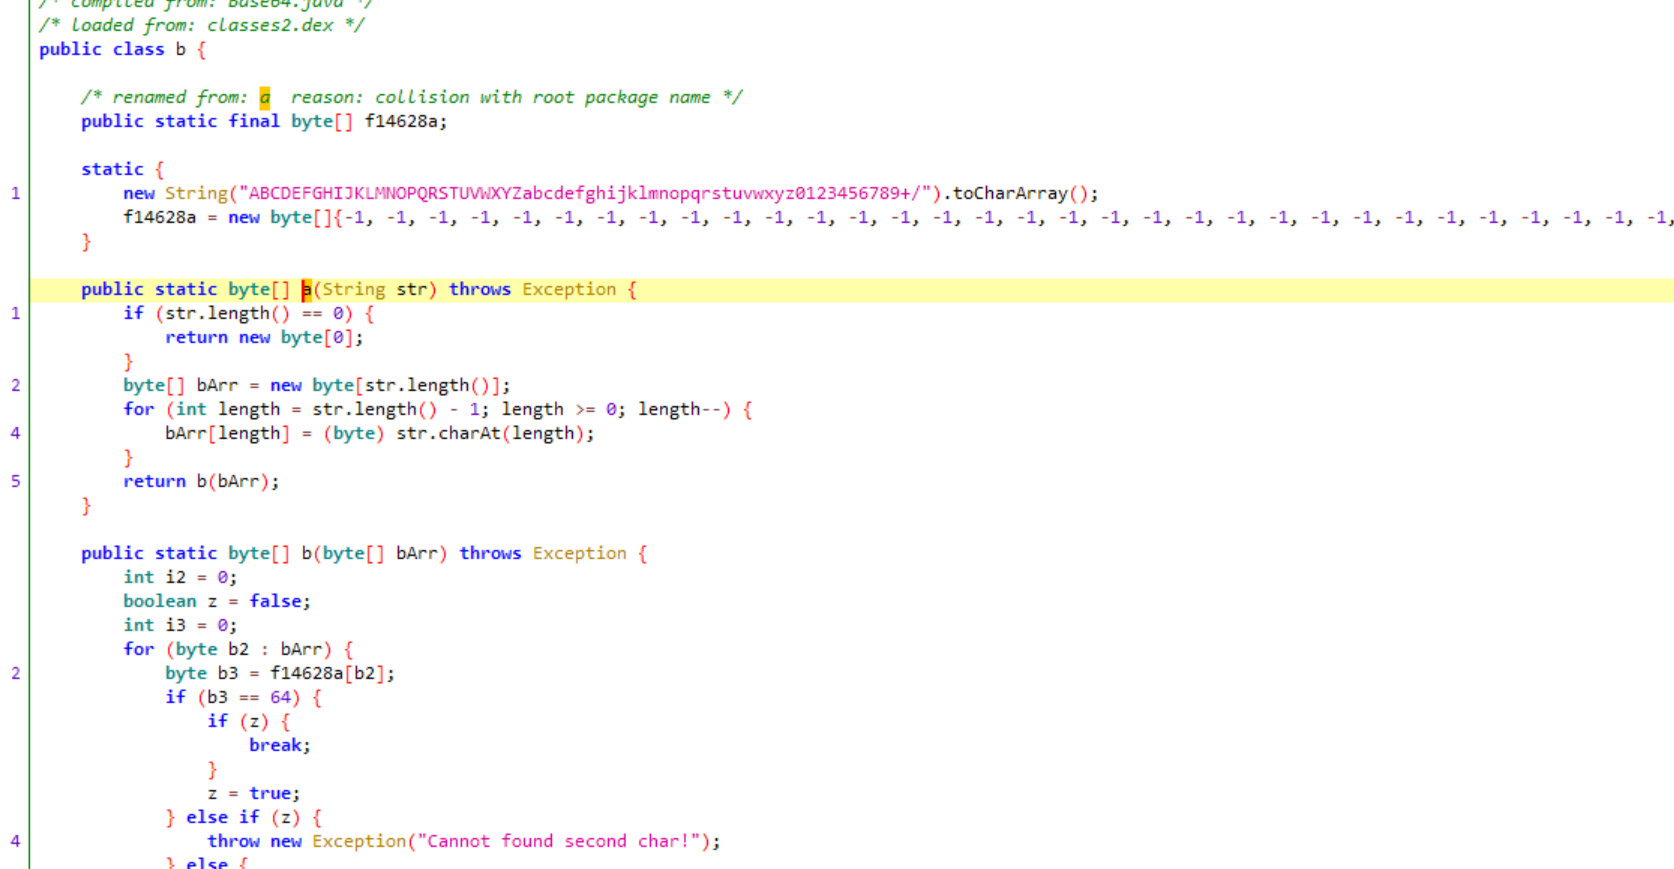 /* compiled from: Base64.java */
/* loaded from: classes2.dex */
public class b {
/* renamed from: a reason: collision with root package name */
public static final byte[] f14628a;
static {
1 new String("ABCDEFGHIJKLMNOPQRSTUVWXYZabcdefghijklmnopqrstuvwxyz0123456789+/").toCharArray();
f14628a = new byte[]{-1, -1, -1, -1, -1, -1, -1, -1, -1, -1, -1, -1, -1, -1, -1, -1, -1, -1, -1, -1, -1, -1, -1, -1, -1, -1, -1, -1, -1, -1, -1, -1,
}
public static byte[] a(String str) throws Exception {
1 if (str.length() == 0) {
return new byte[0];
}
2 byte[] bArr = new byte[str.length()];
for (int length = str.length() - 1; length >= 0; length--) {
4 bArr[length] = (byte) str.charAt(length);
}
5 return b(bArr);
}
public static byte[] b(byte[] bArr) throws Exception {
int i2 = 0;
boolean z = false;
int i3 = 0;
for (byte b2 : bArr) {
2 byte b3 = f14628a[b2];
if (b3 == 64) {
if (z) {
break;
}
z = true;
} else if (z) {
4 throw new Exception("Cannot found second char!");
} else {